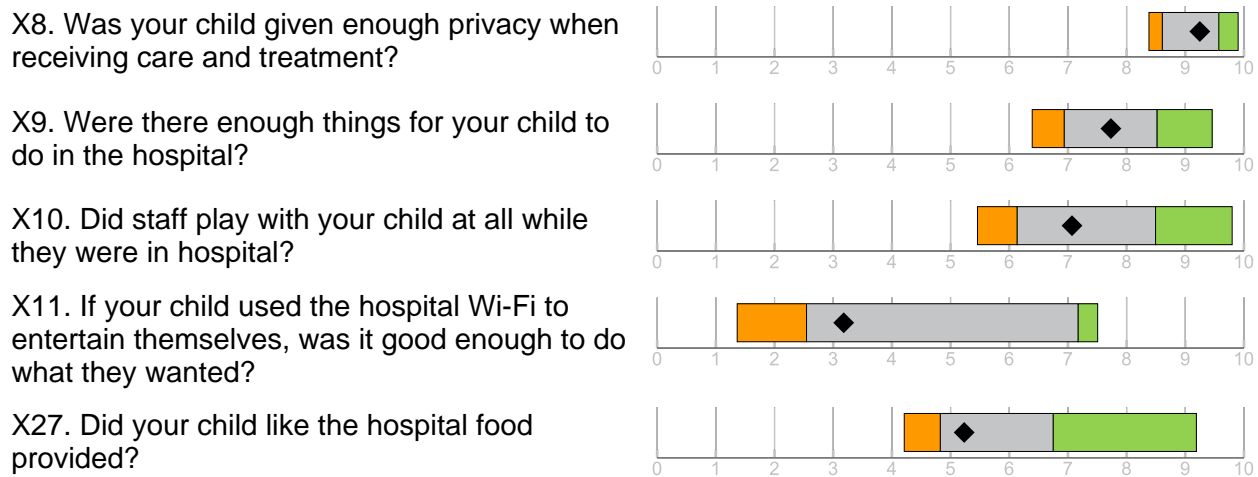 X8. Was your child given enough privacy when
receiving care and treatment?
0 1 2 3 4 5 6 7 8 9 10
X9. Were there enough things for your child to
do in the hospital?
0 1 2 3 4 5 6 7 8 9 10
X10. Did staff play with your child at all while
they were in hospital?
0 1 2 3 4 5 6 7 8 9 10
X11. If your child used the hospital Wi-Fi to
entertain themselves, was it good enough to do
what they wanted?
0 1 2 3 4 5 6 7 8 9 10
X27. Did your child like the hospital food
provided?
0 1 2 3 4 5 6 7 8 9 10